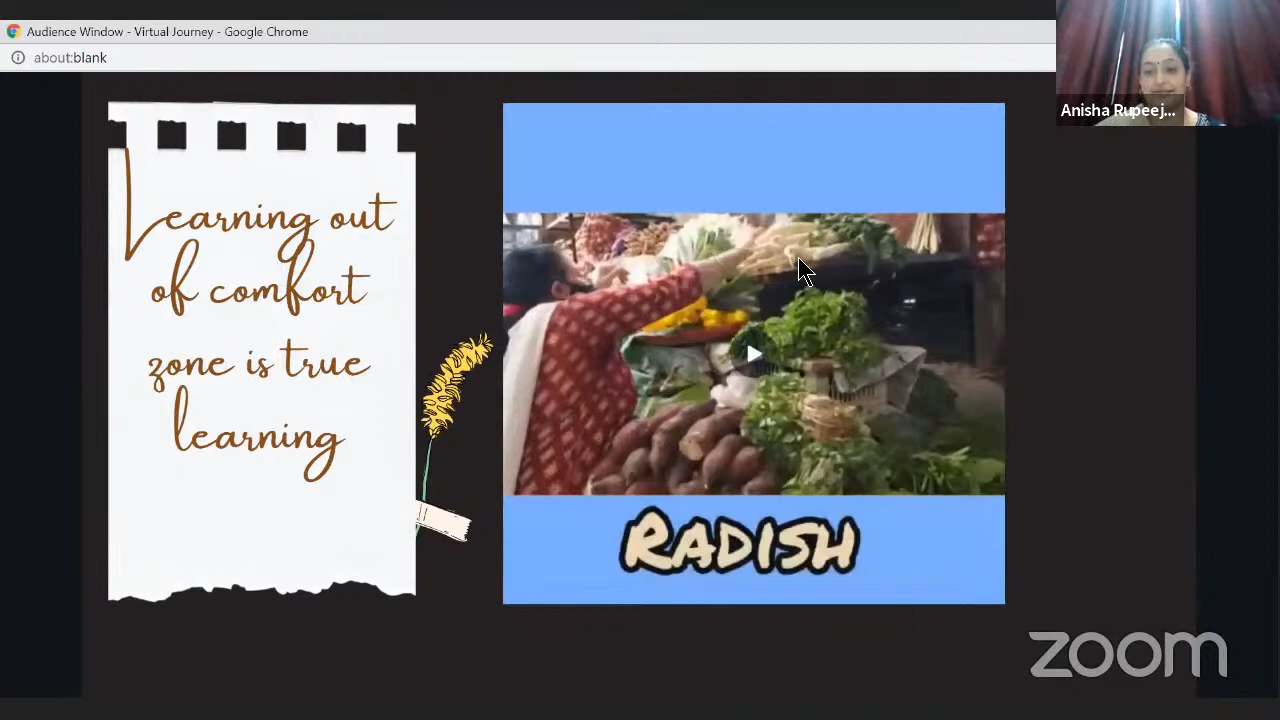 Audience Window - Virtual Journey - Google Chrome
about:blank
Anisha Rupeej...
Learning out
of comfort
zone is true
learning
RADISH
zoom